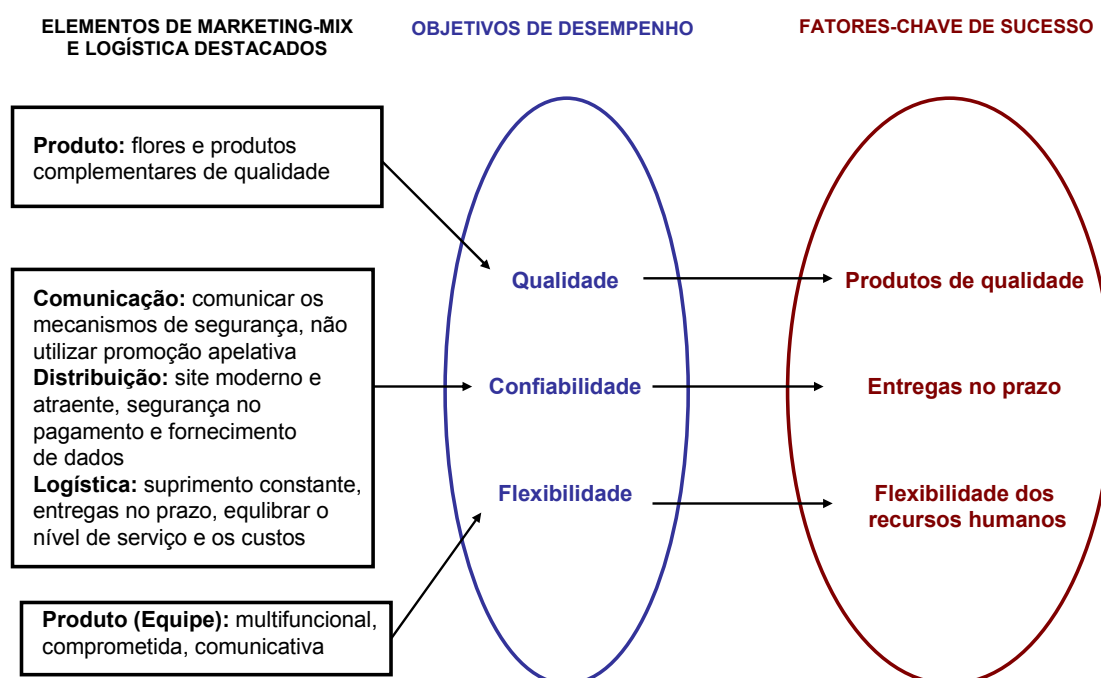 ELEMENTOS DE MARKETING-MIX
E LOGÍSTICA DESTACADOS
OBJETIVOS DE DESEMPENHO
FATORES-CHAVE DE SUCESSO
Produto: flores e produtos
complementares de qualidade
Comunicação: comunicar os
mecanismos de segurança, não
utilizar promoção apelativa
Distribuição: site moderno e
atraente, segurança no
pagamento e fornecimento
de dados
Logística: suprimento constante,
entregas no prazo, equlibrar o
nível de serviço e os custos
Produto (Equipe): multifuncional,
comprometida, comunicativa
Qualidade
Confiabilidade
Flexibilidade
Produtos de qualidade
Entregas no prazo
Flexibilidade dos
recursos humanos